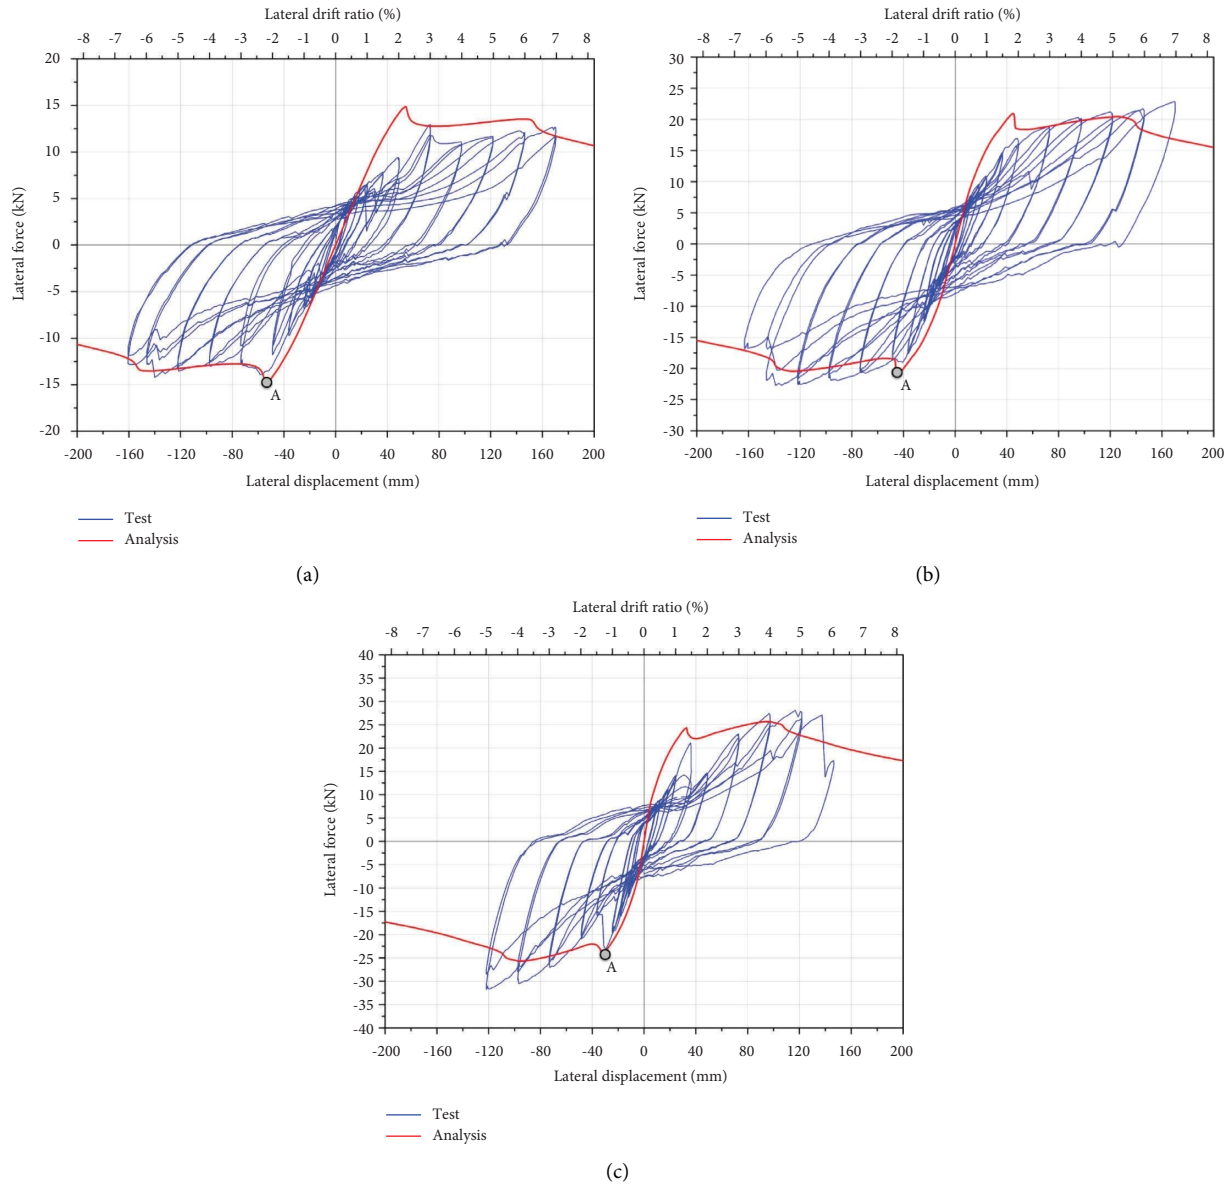 Lateral drift ratio (%)
-8 -7 -6 -5 -4 -3 -2 -1 0 1 2 3 4 5 6 7 8
20
15
10
5
0
-5
-10
-15
-20
Lateral force (kN)
A
-200 -160 -120 -80 -40 0 40 80 120 160 200
Lateral displacement (mm)
Test
Analysis
(a)
Lateral drift ratio (%)
-8 -7 -6 -5 -4 -3 -2 -1 0 1 2 3 4 5 6 7 8
30
25
20
15
10
5
0
-5
-10
-15
-20
-25
-30
Lateral force (kN)
A
-200 -160 -120 -80 -40 0 40 80 120 160 200
Lateral displacement (mm)
Test
Analysis
(b)
Lateral drift ratio (%)
-8 -7 -6 -5 -4 -3 -2 -1 0 1 2 3 4 5 6 7 8
40
35
30
25
20
15
10
5
0
-5
-10
-15
-20
-25
-30
-35
-40
Lateral force (kN)
A
-200 -160 -120 -80 -40 0 40 80 120 160 200
Lateral displacement (mm)
Test
Analysis
(c)